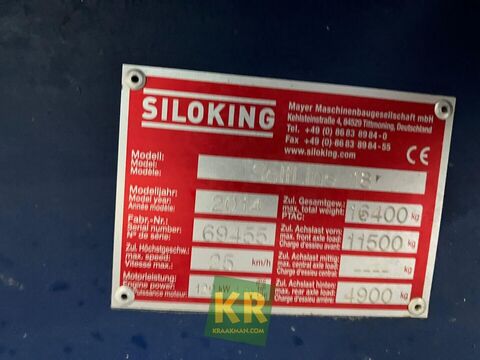 SILOKING
Mayer Maschinenbaugesellschaft mbH
Kehlsteinstraße 4, 84529 Tittmoning, Deutschland
Tel. +49 (0) 86 83 89 84-0
Fax +49 (0) 86 83 89 84-55
www.siloking.com
CE
Modell:
Model:
Modèle:
Modelljahr:
Model year:
Année modèle:
2014
Fabr.-Nr.:
Serial number:
N° de série:
69455
Zul. Höchstgeschw.:
max. speed:
Vitesse max.:
25 km/h
Motorleistung:
Engine power:
Puissance moteur:
kW
Zul. Gesamtgew.:
max. total weight:
PTAC:
16400 kg
Zul. Achslast vorn:
max. front axle load:
Charge d'essieu avant:
11500 kg
Zul. Achslast mittig:
max. central axle load:
Charge d'essieu central:
---- kg
Zul. Achslast hinten:
max. rear axle load:
Charge d'essieu arrière:
4900 kg
KR
KRAAKMAN.COM